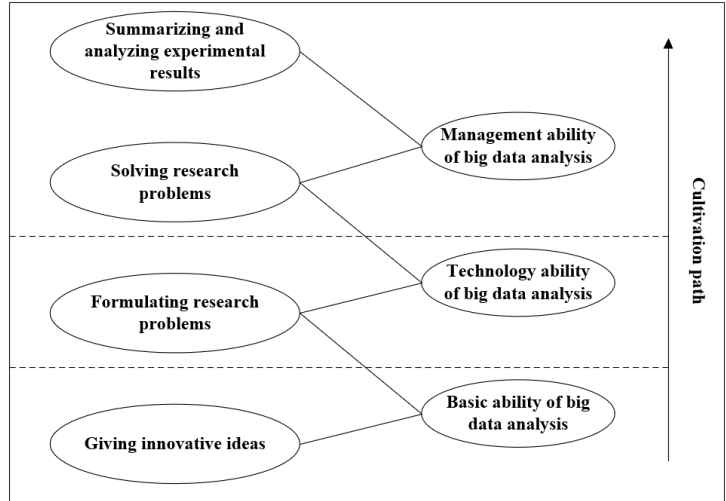 Summarizing and
analyzing experimental
results
Management ability
of big data analysis
Solving research
problems
Technology ability
of big data analysis
Formulating research
problems
Basic ability of big
data analysis
Giving innovative ideas
Cultivation path